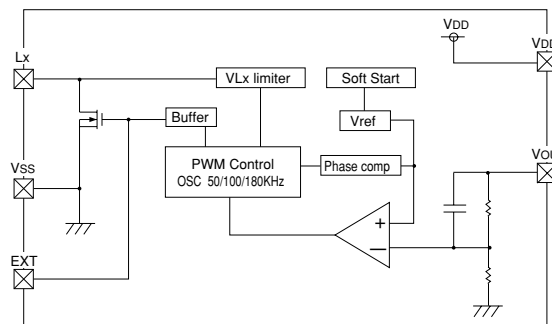 VDD
Lx
VDD
VLx limiter
Soft Start
Buffer
Vref
VSS
PWM Control
OSC 50/100/180KHz
Phase comp
VOU
+
−
EXT